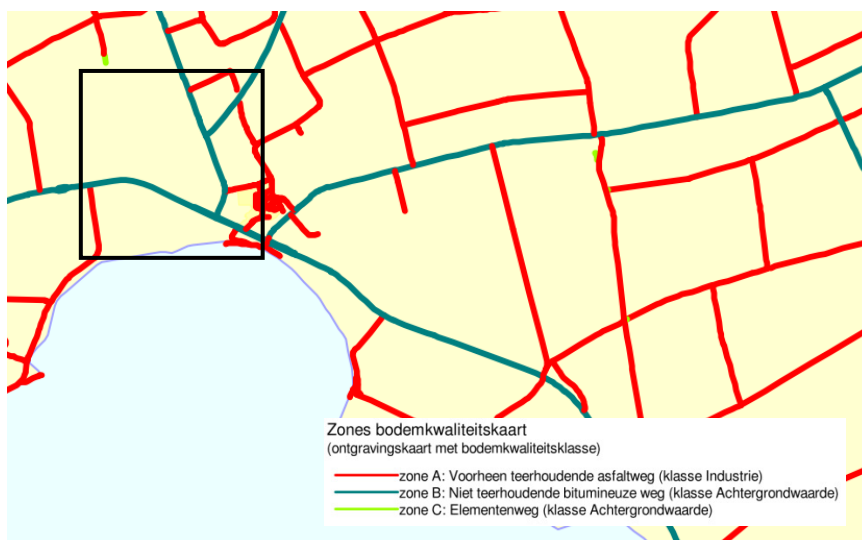 Zones bodemkwaliteitskaart
(ontgravingskaart met bodemkwaliteitsklasse)
zone A: Voorheen teerhoudende asfaltweg (klasse Industrie)
zone B: Niet teerhoudende bitumineuze weg (klasse Achtergrondwaarde)
zone C: Elementenweg (klasse Achtergrondwaarde)